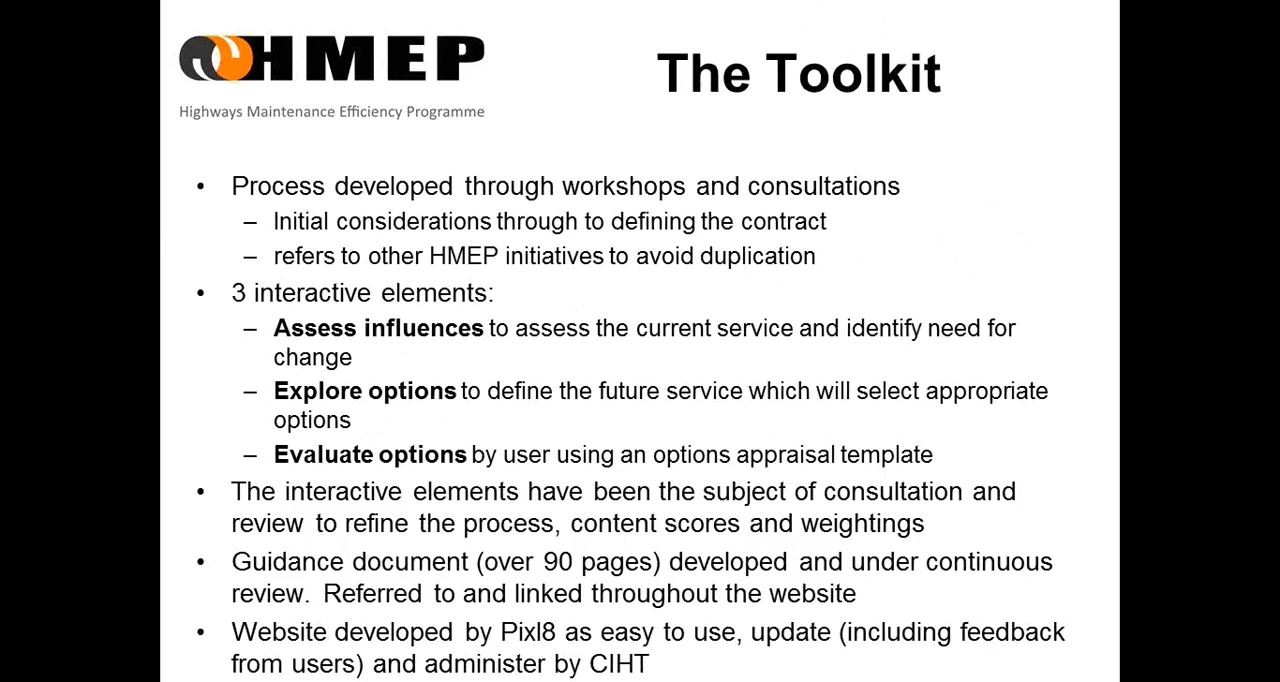 HMEP
Highways Maintenance Efficiency Programme
The Toolkit
• Process developed through workshops and consultations
– Initial considerations through to defining the contract
– refers to other HMEP initiatives to avoid duplication
• 3 interactive elements:
– Assess influences to assess the current service and identify need for
change
– Explore options to define the future service which will select appropriate
options
– Evaluate options by user using an options appraisal template
• The interactive elements have been the subject of consultation and
review to refine the process, content scores and weightings
• Guidance document (over 90 pages) developed and under continuous
review. Referred to and linked throughout the website
• Website developed by Pixl8 as easy to use, update (including feedback
from users) and administer by CIHT